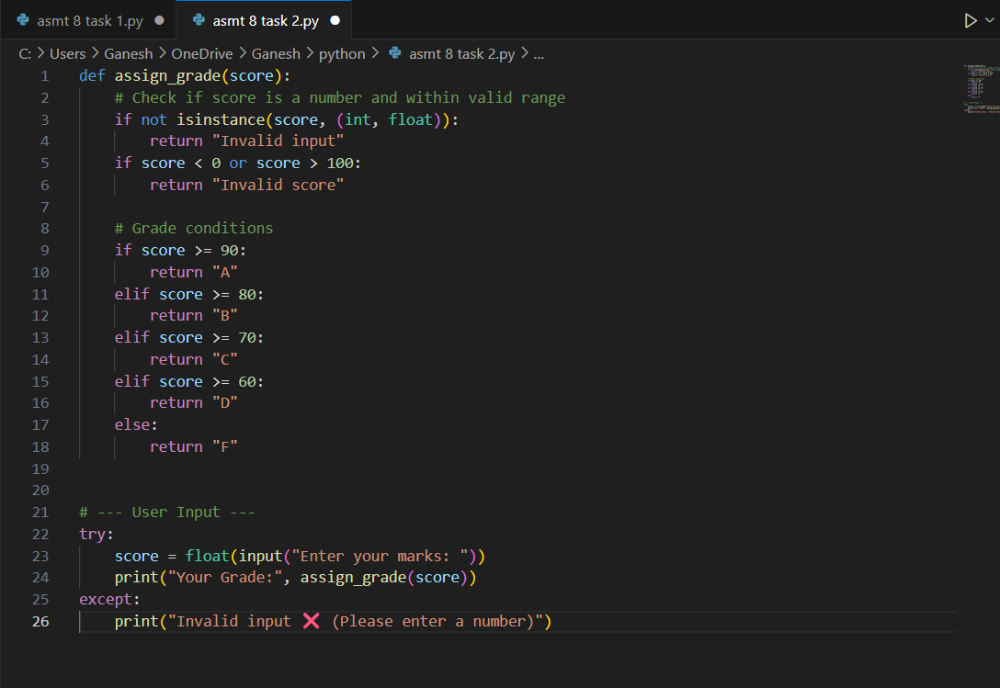 asmt 8 task 1.py ● asmt 8 task 2.py ●
C: > Users > Ganesh > OneDrive > Ganesh > python > asmt 8 task 2.py > ...
1 def assign_grade(score):
2     # Check if score is a number and within valid range
3     if not isinstance(score, (int, float)):
4         return "Invalid input"
5     if score < 0 or score > 100:
6         return "Invalid score"
7
8     # Grade conditions
9     if score >= 90:
10         return "A"
11     elif score >= 80:
12         return "B"
13     elif score >= 70:
14         return "C"
15     elif score >= 60:
16         return "D"
17     else:
18         return "F"
19
20
21 # --- User Input ---
22 try:
23     score = float(input("Enter your marks: "))
24     print("Your Grade:", assign_grade(score))
25 except:
26     print("Invalid input ❌ (Please enter a number)")